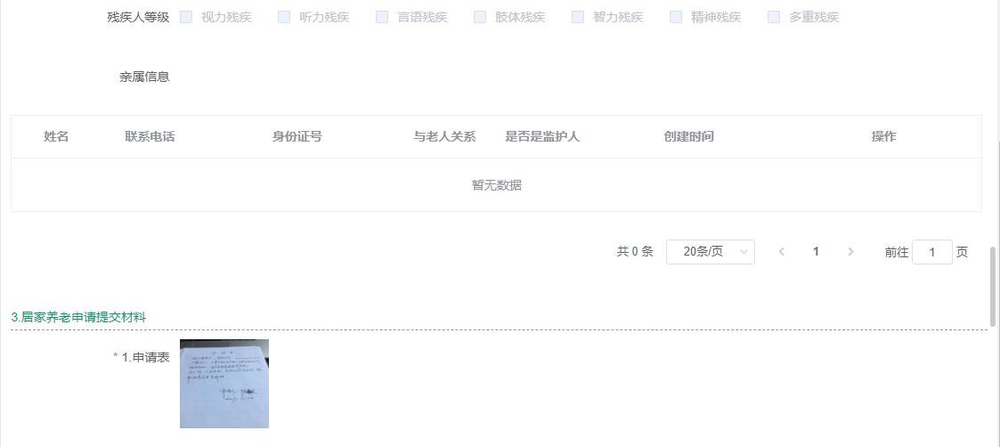 残疾人等级 视力残疾 听力残疾 言语残疾 肢体残疾 智力残疾 精神残疾 多重残疾
亲属信息
姓名 联系电话 身份证号 与老人关系 是否是监护人 创建时间 操作
暂无数据
共 0 条 20条/页 1 前往 1 页
3.居家养老申请提交材料
* 1.申请表